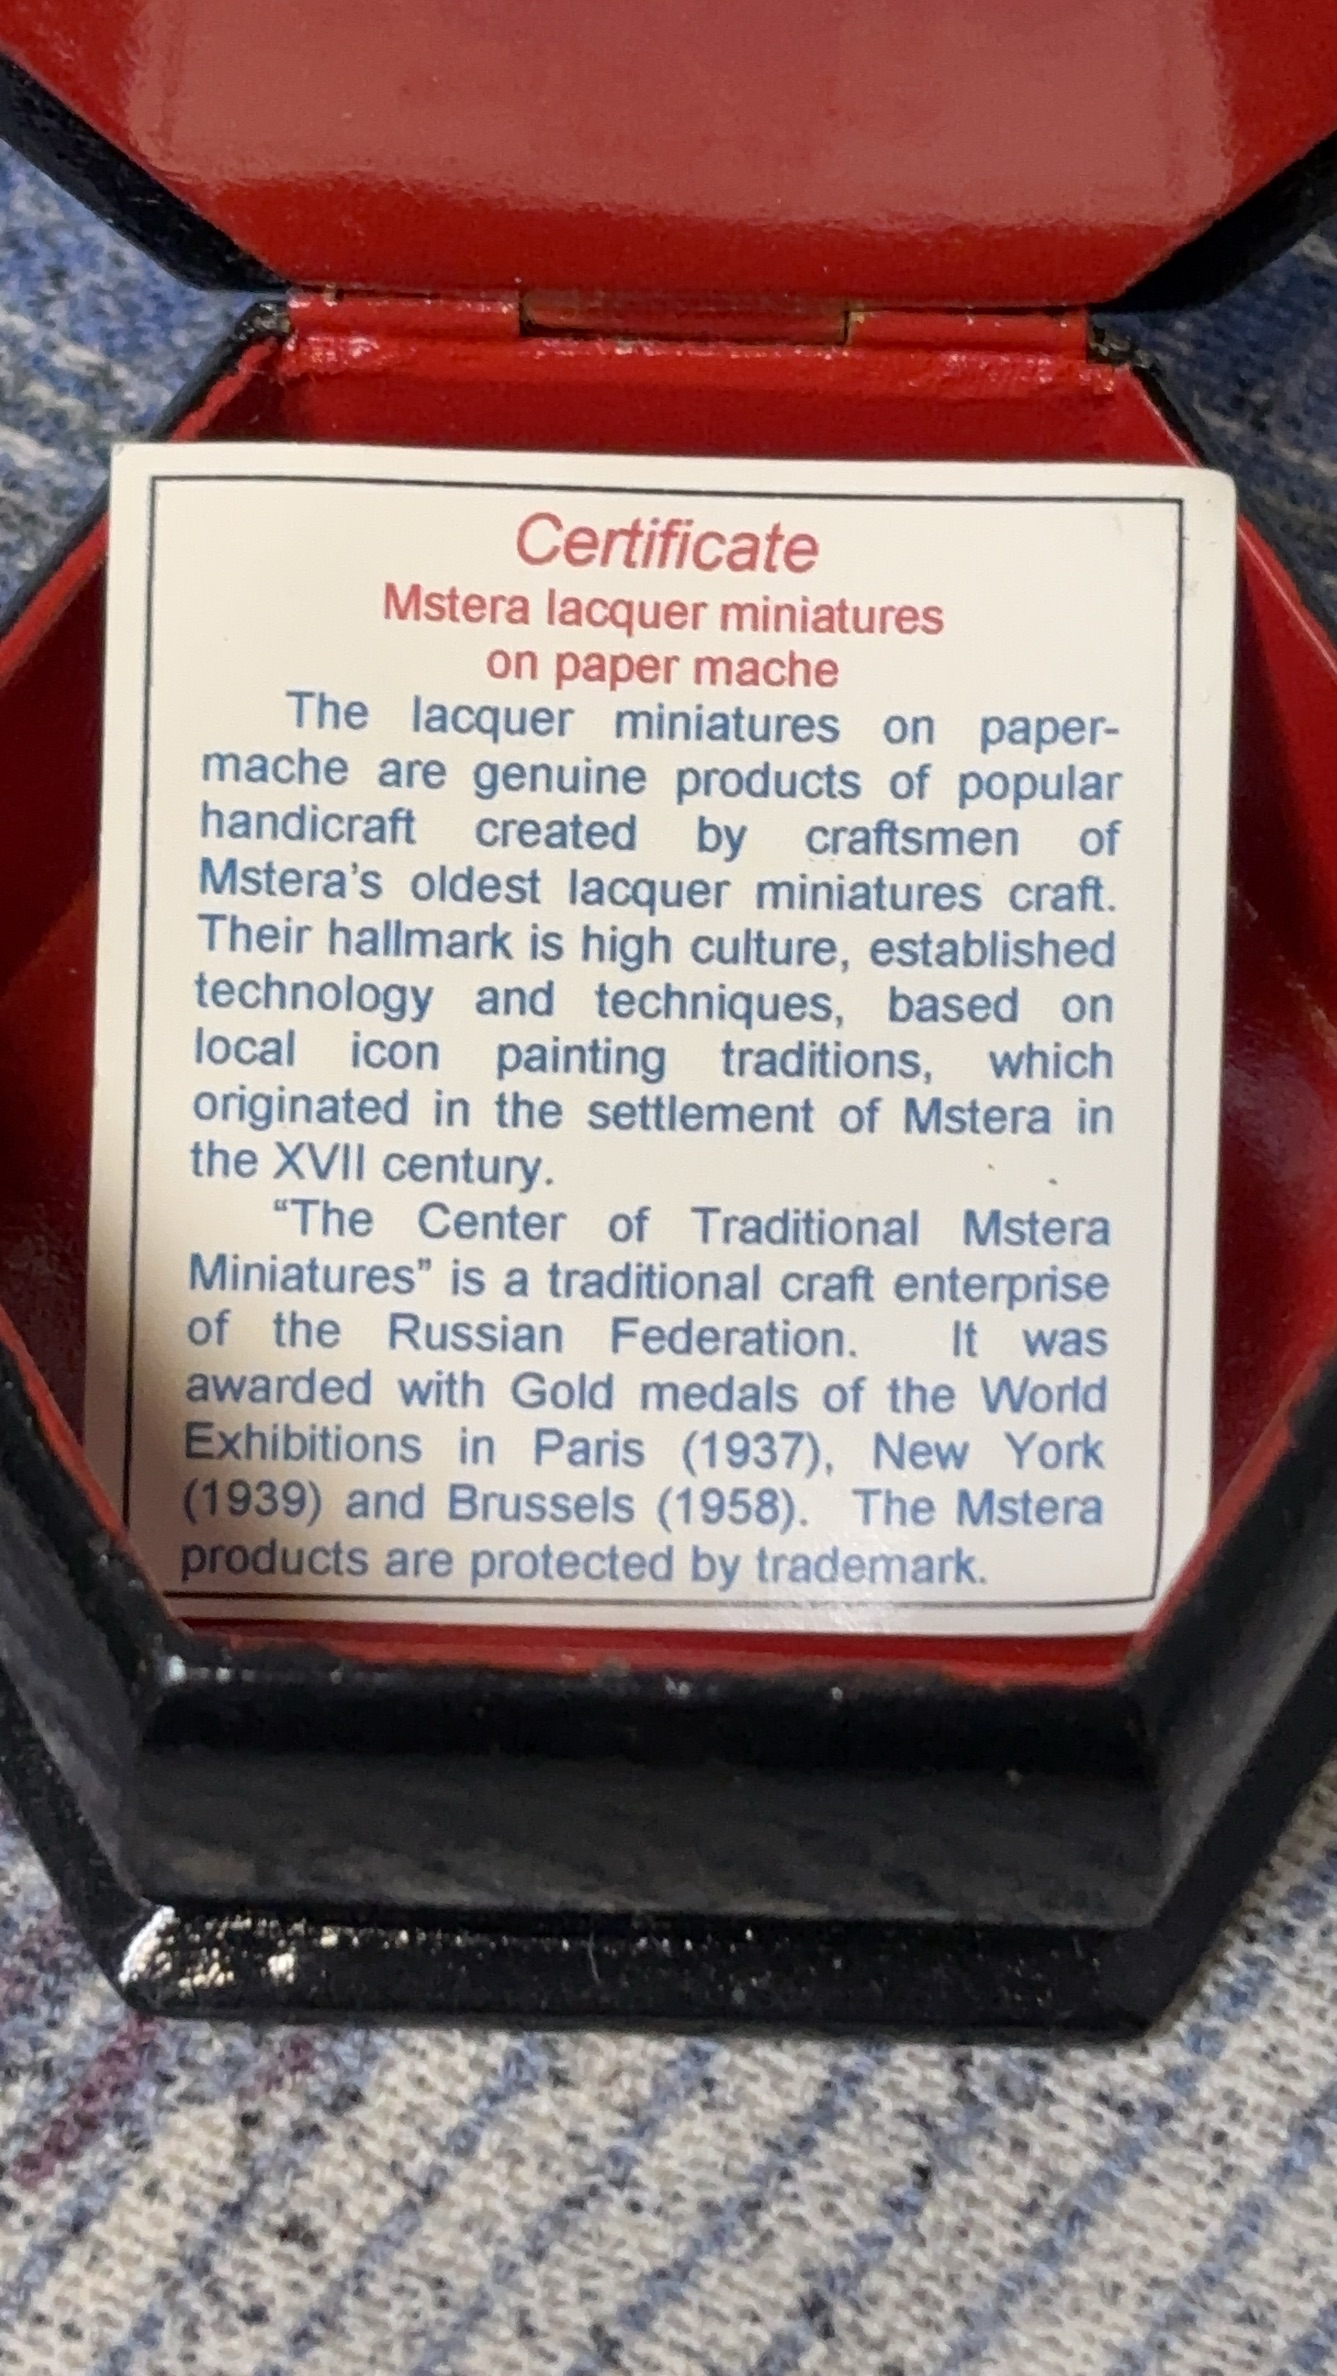 Certificate
Mstera lacquer miniatures
on paper mache
The lacquer miniatures on paper-
mache are genuine products of popular
handicraft created by craftsmen of
Mstera's oldest lacquer miniatures craft.
Their hallmark is high culture, established
technology and techniques, based on
local icon painting traditions, which
originated in the settlement of Mstera in
the XVII century.
“The Center of Traditional Mstera
Miniatures” is a traditional craft enterprise
of the Russian Federation. It was
awarded with Gold medals of the World
Exhibitions in Paris (1937), New York
(1939) and Brussels (1958). The Mstera
products are protected by trademark.